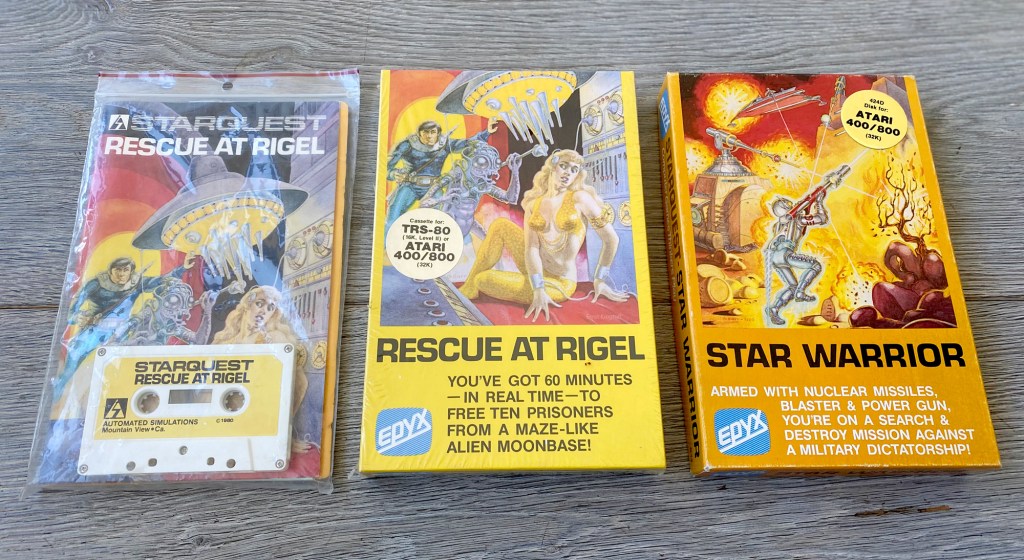 STARQUEST
RESCUE AT RIGEL
STARQUEST
RESCUE AT RIGEL
AUTOMATED SIMULATIONS
Mountain View • Ca.
C 1980
Cassette for:
TRS-80
(16K, Level II) or
ATARI
400/800
(32K)
RESCUE AT RIGEL
YOU'VE GOT 60 MINUTES
—IN REAL TIME—TO
FREE TEN PRISONERS
FROM A MAZE-LIKE
ALIEN MOONBASE!
EPYX
EPYX
STARQUEST STAR WARRIOR
424D
Disk for:
ATARI
400/800
(32K)
STAR WARRIOR
ARMED WITH NUCLEAR MISSILES,
BLASTER & POWER GUN,
YOU'RE ON A SEARCH &
DESTROY MISSION AGAINST
A MILITARY DICTATORSHIP!
EPYX